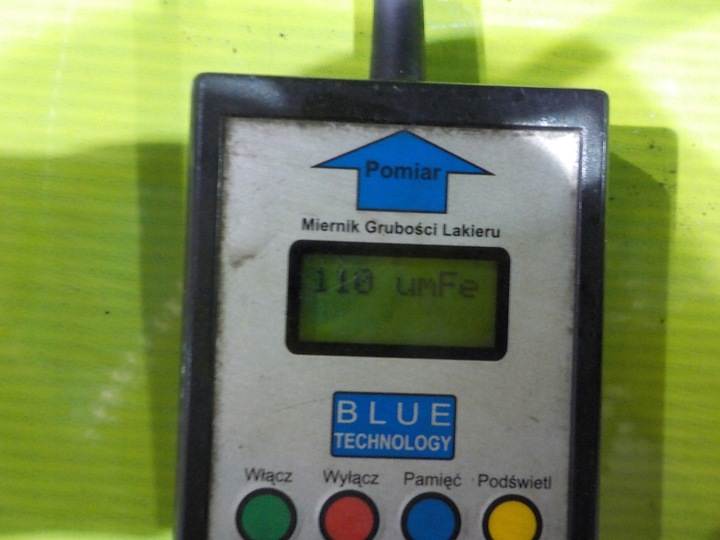 Pomiar
Miernik Grubości Lakieru
110 umFe
BLUE
TECHNOLOGY
Włącz Wyłącz Pamięć Podświetl